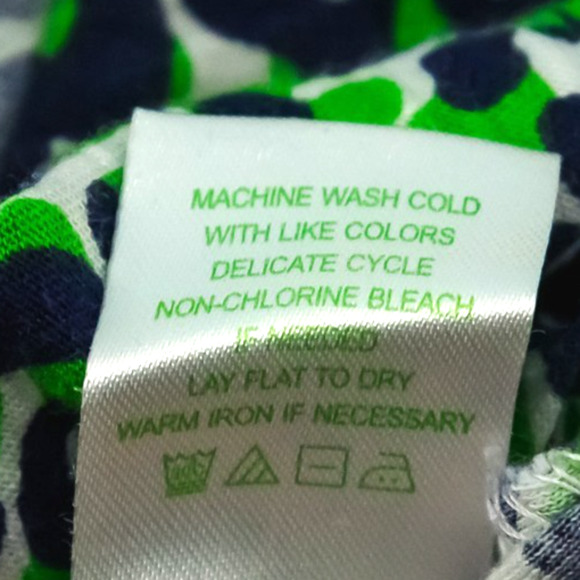 MACHINE WASH COLD
WITH LIKE COLORS
DELICATE CYCLE
NON-CHLORINE BLEACH
IF NEEDED
LAY FLAT TO DRY
WARM IRON IF NECESSARY